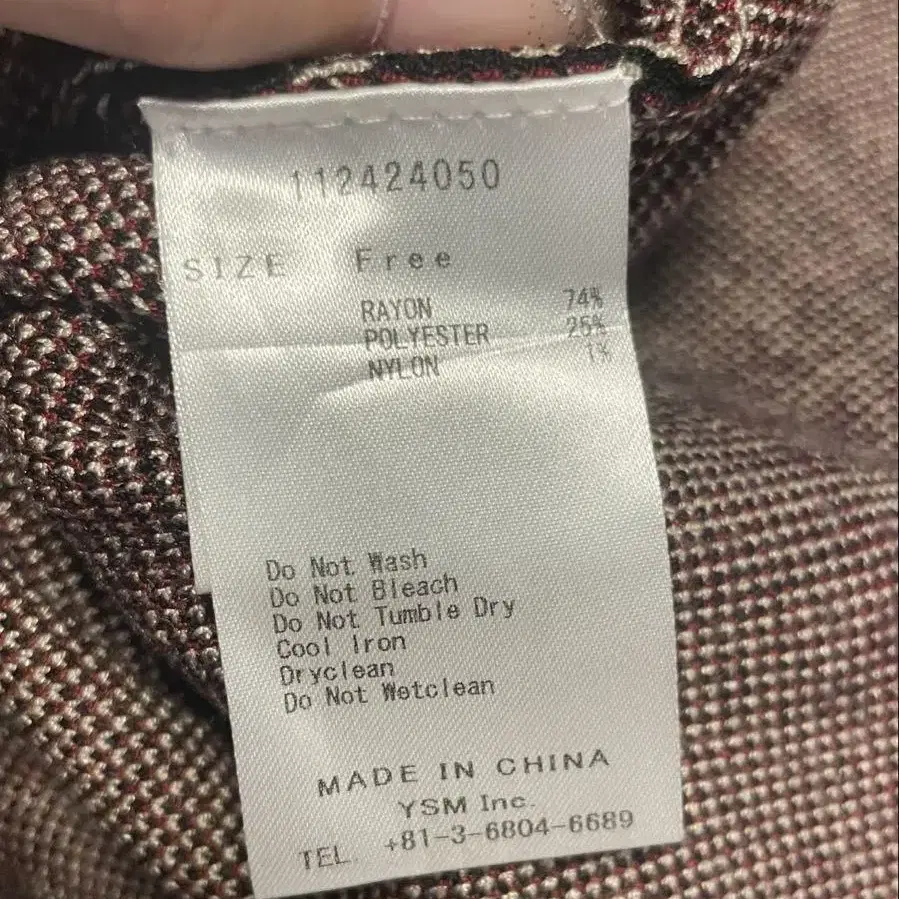 112424050
SIZE Free
RAYON 74%
POLYESTER 25%
NYLON 1%
Do Not Wash
Do Not Bleach
Do Not Tumble Dry
Cool Iron
Dryclean
Do Not Wetclean
MADE IN CHINA
YSM Inc.
TEL. +81-3-6804-6689